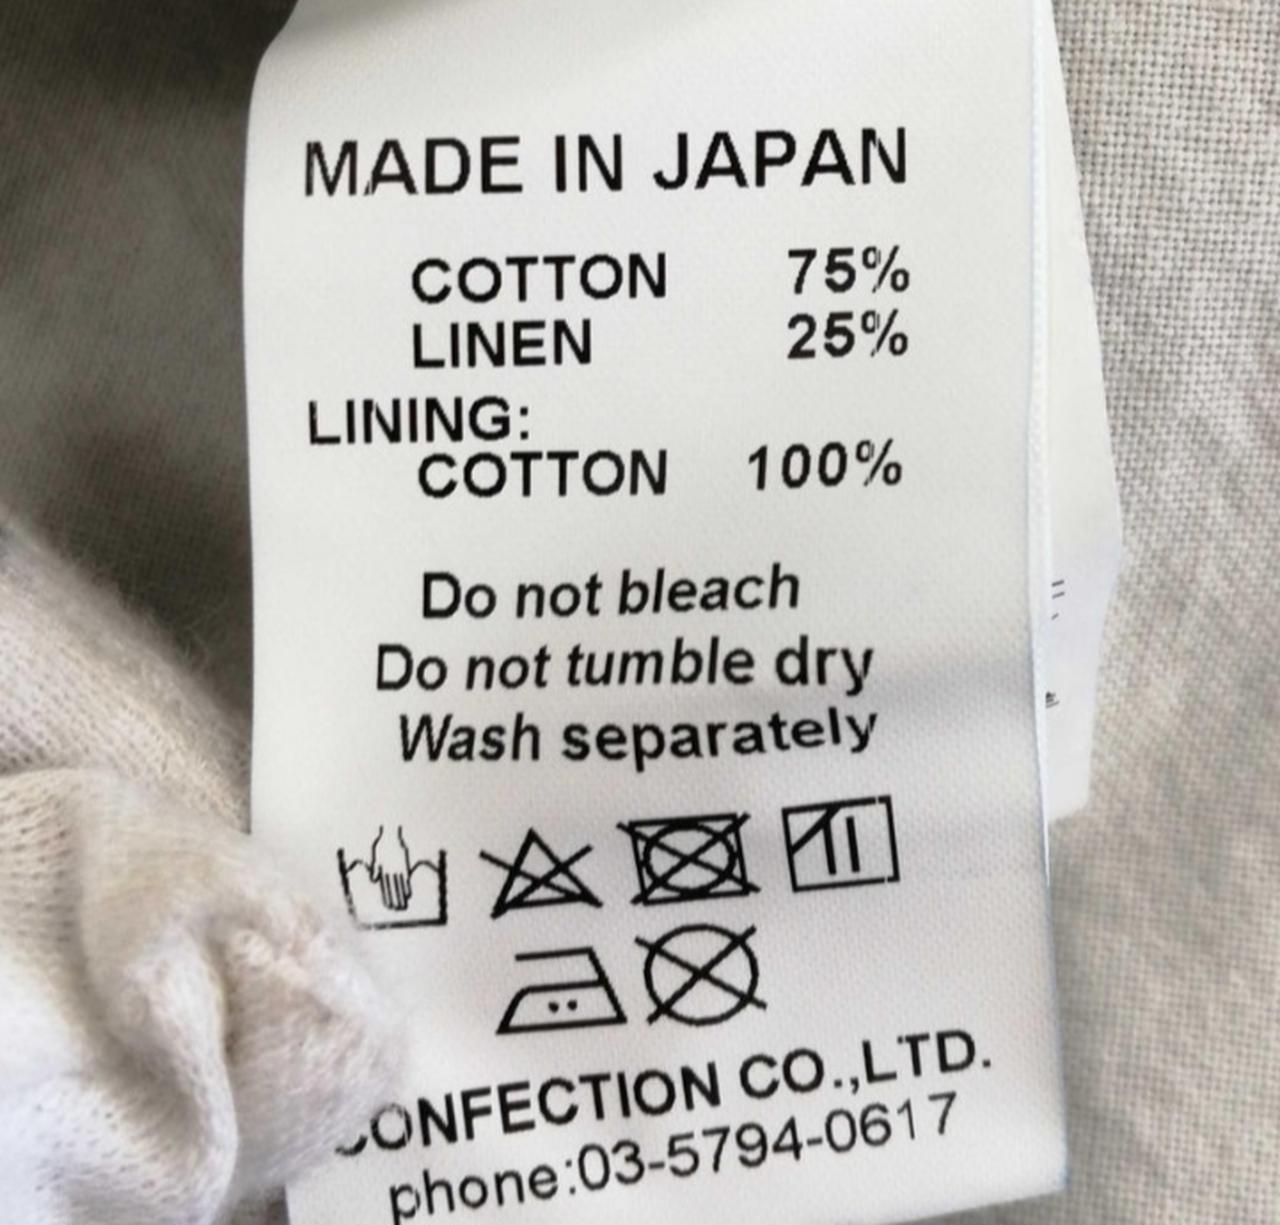 MADE IN JAPAN
COTTON 75%
LINEN 25%
LINING:
COTTON 100%
Do not bleach
Do not tumble dry
Wash separately
CONFECTION CO.,LTD.
phone:03-5794-0617